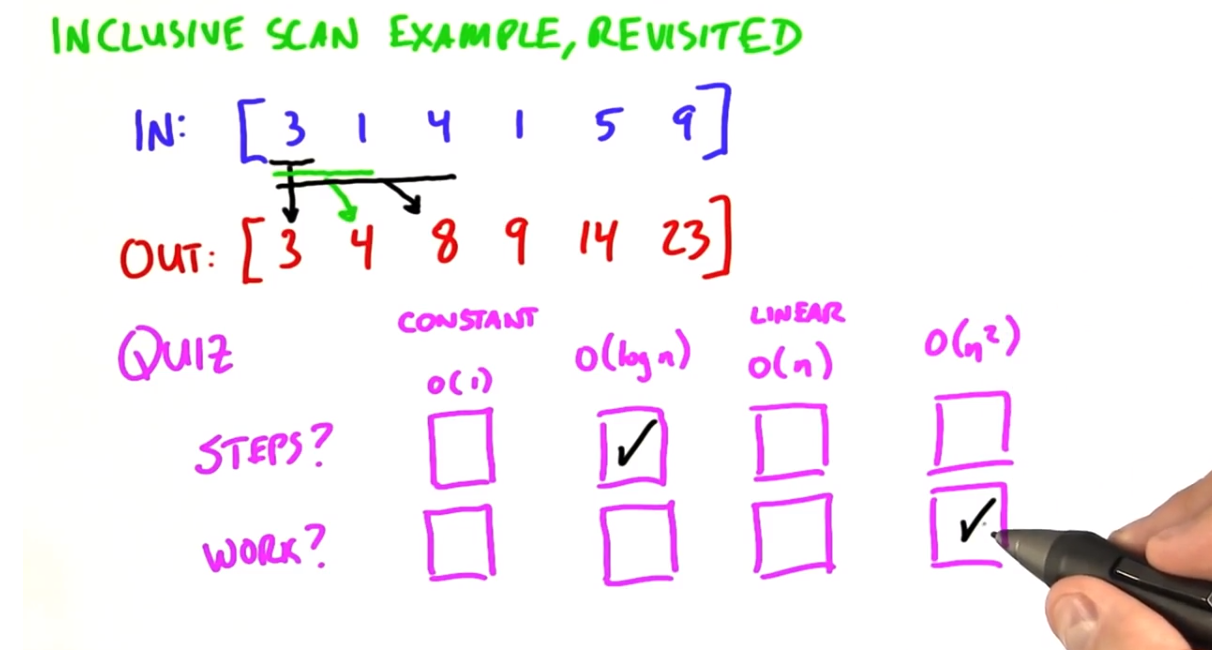 INCLUSIVE SCAN EXAMPLE, REVISITED
IN: [3 1 4 1 5 9]
OUT: [3 4 8 9 14 23]
QUIZ
CONSTANT O(1) O(log n) LINEAR O(n) O(n²)
STEPS? ✓
WORK? ✓